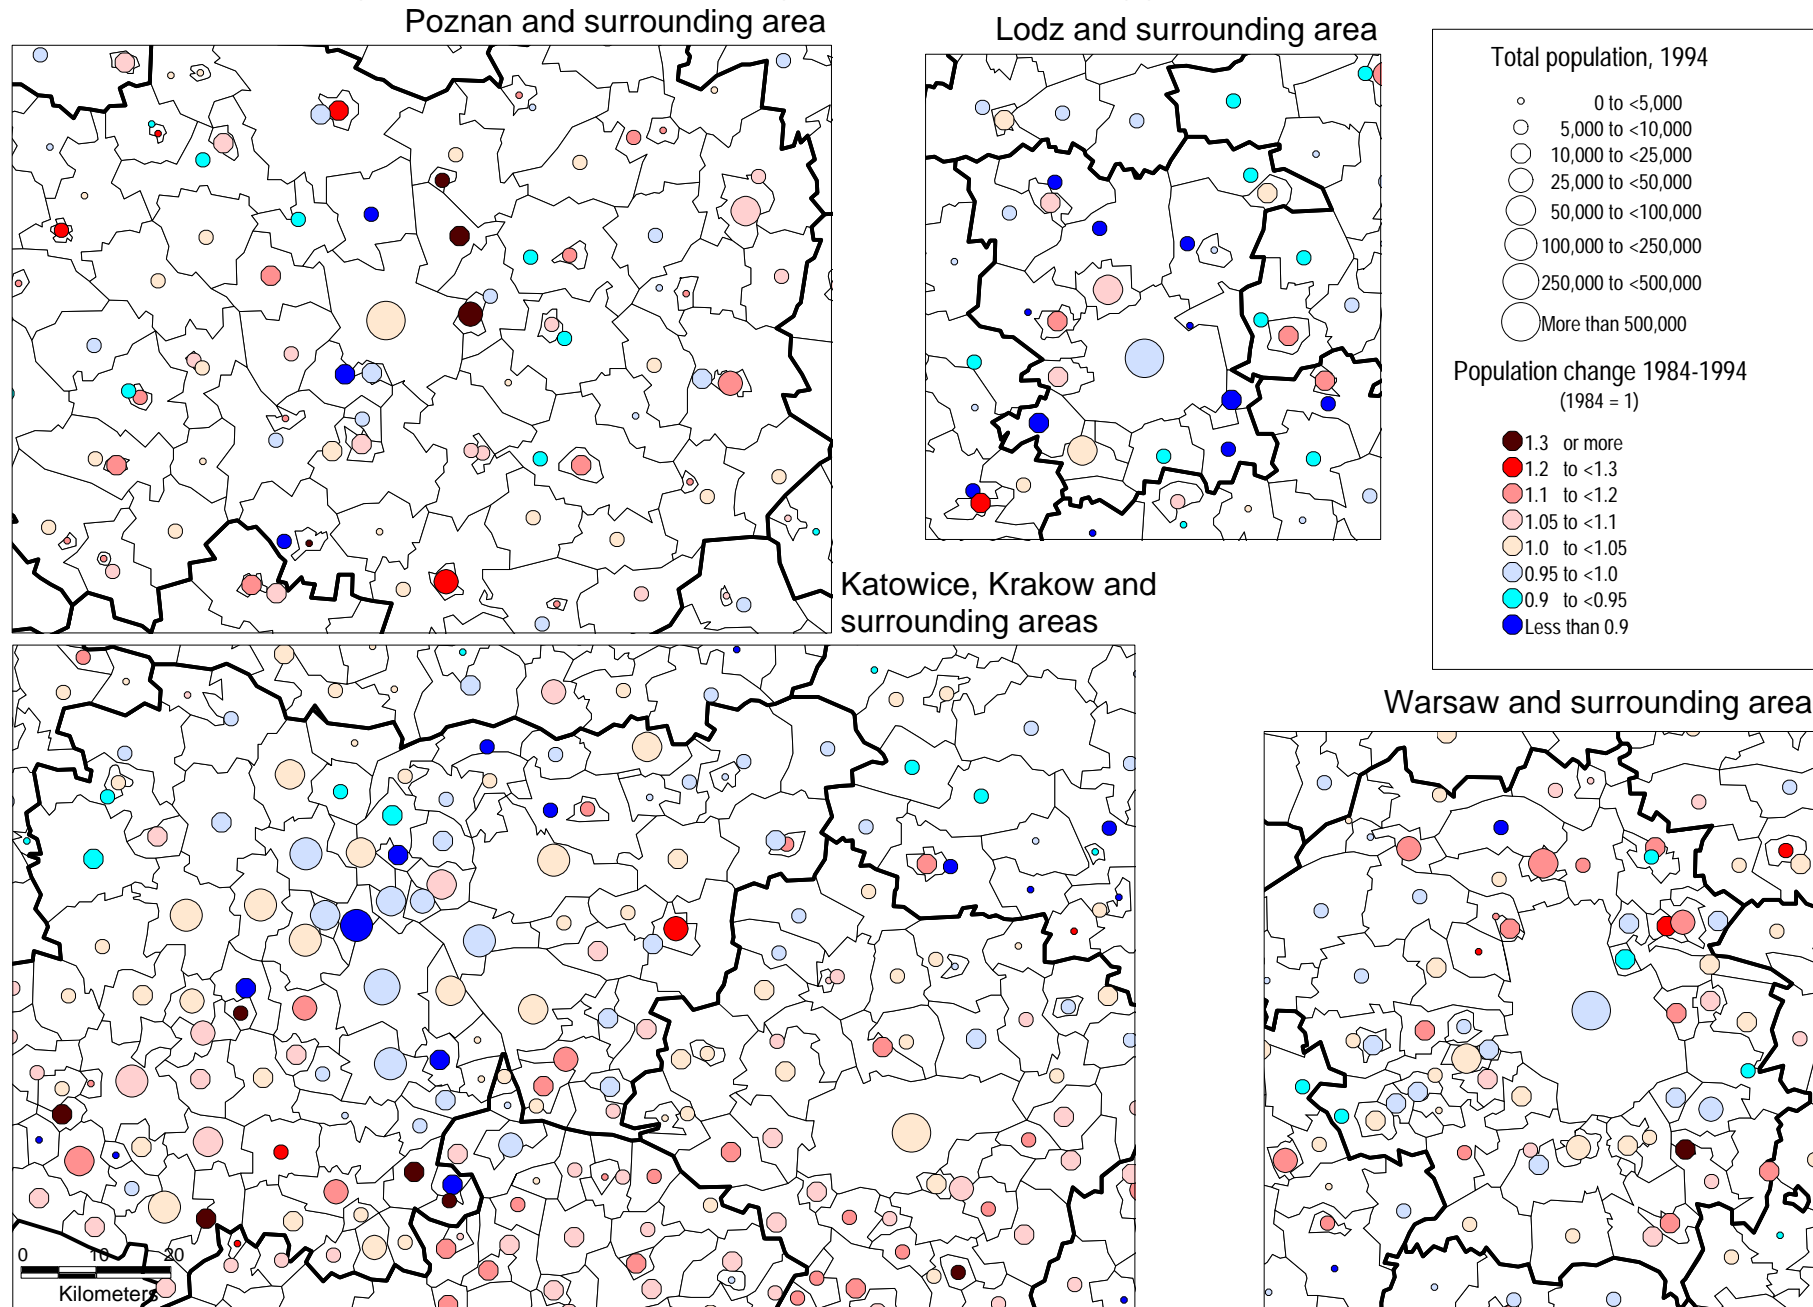 Poznan and surrounding area
Lodz and surrounding area
Total population, 1994
0 to <5,000
5,000 to <10,000
10,000 to <25,000
25,000 to <50,000
50,000 to <100,000
100,000 to <250,000
250,000 to <500,000
More than 500,000
Population change 1984-1994
(1984 = 1)
1.3 or more
1.2 to <1.3
1.1 to <1.2
1.05 to <1.1
1.0 to <1.05
0.95 to <1.0
0.9 to <0.95
Less than 0.9
Katowice, Krakow and
surrounding areas
Warsaw and surrounding area
0 10 20
Kilometers